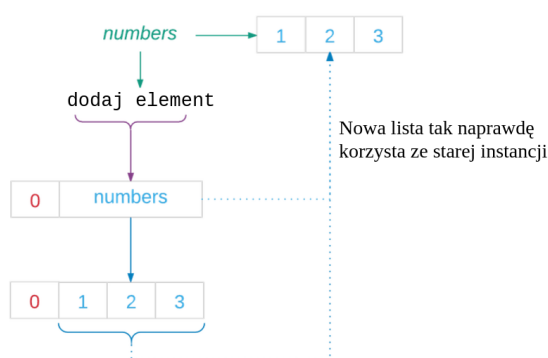 numbers
1 2 3
dodaj element
Nowa lista tak naprawdę
korzysta ze starej instancji
0 numbers
0 1 2 3